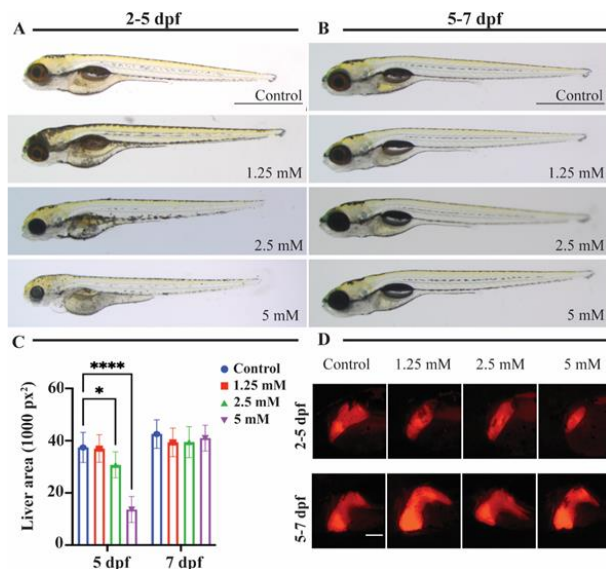 A 2-5 dpf
B 5-7 dpf
Control
Control
1.25 mM
1.25 mM
2.5 mM
2.5 mM
5 mM
5 mM
C
D
Control 1.25 mM 2.5 mM 5 mM
**** 
*
Control
1.25 mM
2.5 mM
5 mM
Liver area (1000 px²)
60
40
20
0
5 dpf 7 dpf
2-5 dpf
5-7 dpf